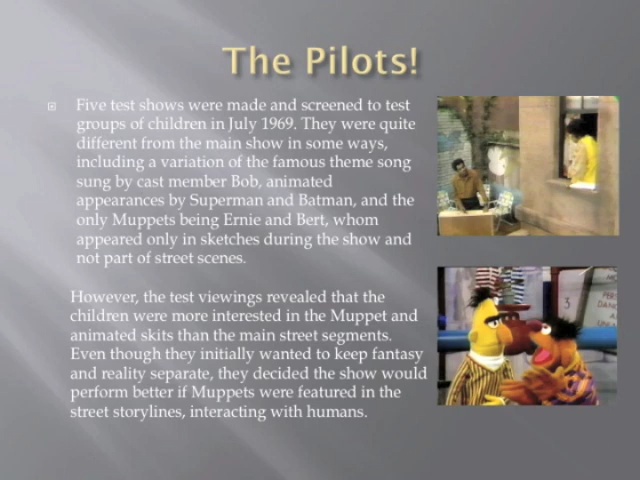 The Pilots!
Five test shows were made and screened to test
groups of children in July 1969. They were quite
different from the main show in some ways,
including a variation of the famous theme song
sung by cast member Bob, animated
appearances by Superman and Batman, and the
only Muppets being Ernie and Bert, whom
appeared only in sketches during the show and
not part of street scenes.
However, the test viewings revealed that the
children were more interested in the Muppet and
animated skits than the main street segments.
Even though they initially wanted to keep fantasy
and reality separate, they decided the show would
perform better if Muppets were featured in the
street storylines, interacting with humans.
3